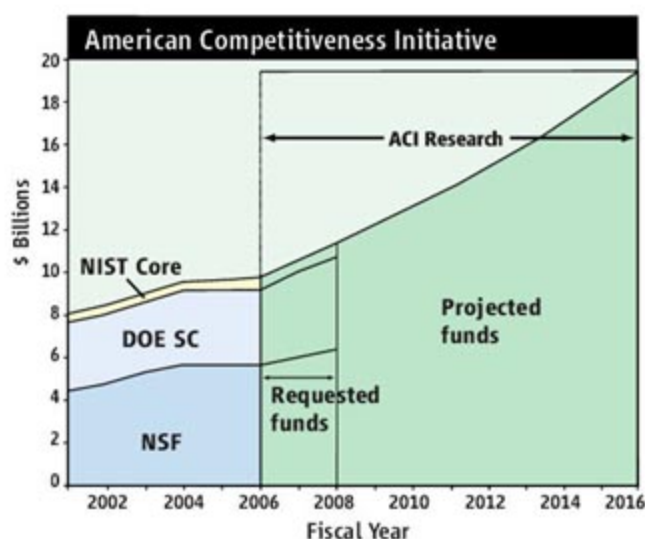 American Competitiveness Initiative
20
18
16
14
12
10
8
6
4
2
0
$ Billions
ACI Research
NIST Core
DOE SC
NSF
Requested
funds
Projected
funds
2002 2004 2006 2008 2010 2012 2014 2016
Fiscal Year